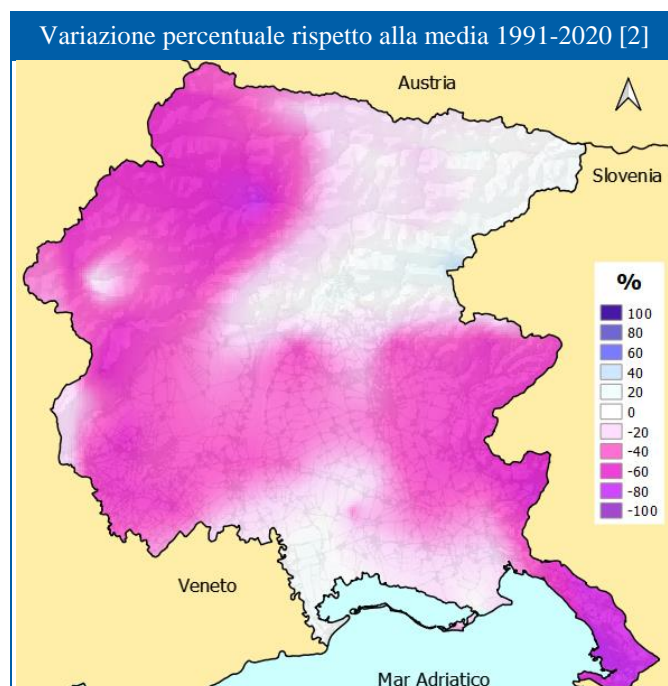 Variazione percentuale rispetto alla media 1991-2020 [2]
Austria
Slovenia
%
100
80
60
40
20
0
-20
-40
-60
-80
-100
Veneto
Mar Adriatico